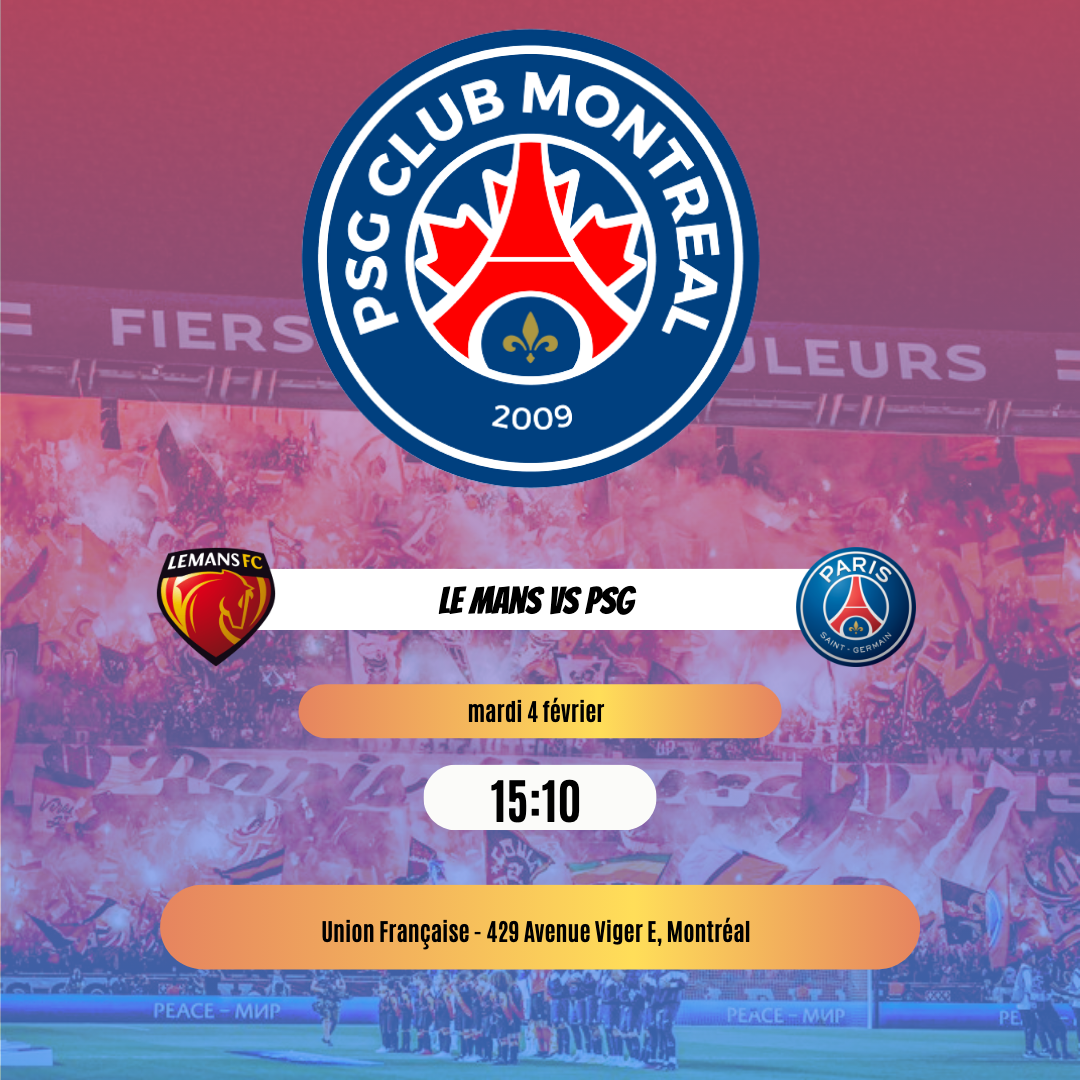 PSG CLUB MONTREAL
2009
FIERS
ULEURS
LEMANS FC
LE MANS VS PSG
PARIS
SAINT - GERMAIN
mardi 4 février
15:10
Union Française - 429 Avenue Viger E, Montréal
PEACE – МИР
PEACE – МИР